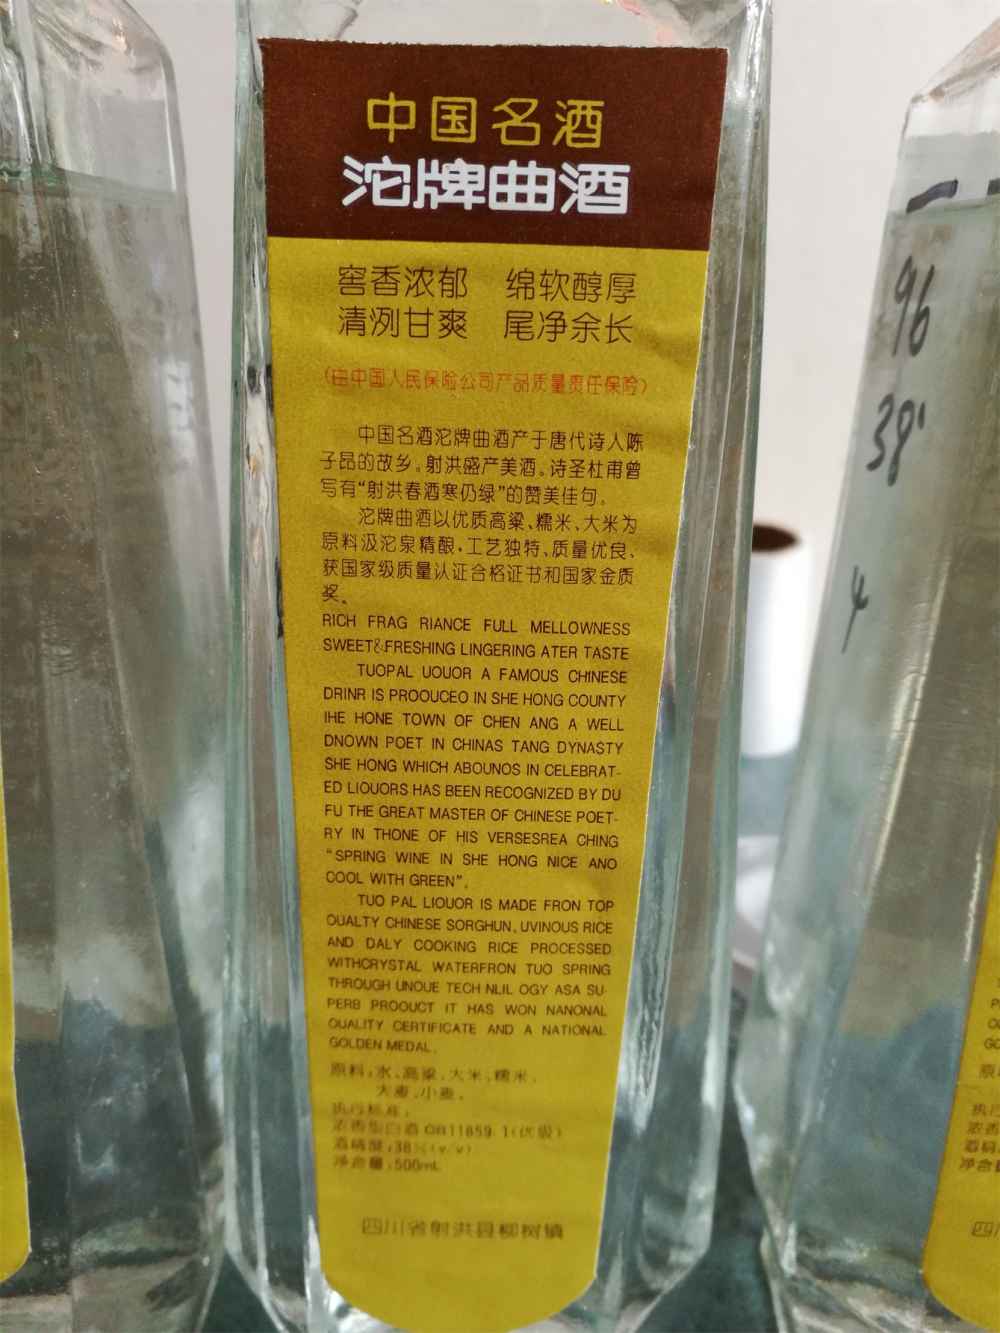 中国名酒
沱牌曲酒
窖香浓郁 绵软醇厚
清洌甘爽 尾净余长
(由中国人民保险公司产品质量责任保险)
中国名酒沱牌曲酒产于唐代诗人陈
子昂的故乡。射洪盛产美酒。诗圣杜甫曾
写有“射洪春酒寒仍绿”的赞美佳句。
沱牌曲酒以优质高粱、糯米、大米为
原料汲沱泉精酿,工艺独特、质量优良、
获国家级质量认证合格证书和国家金质
奖。
RICH FRAG RIANCE FULL MELLOWNESS
SWEET&FRESHING LINGERING ATER TASTE
TUOPAL UOUOR A FAMOUS CHINESE
DRINR IS PROOUCEO IN SHE HONG COUNTY
IHE HONE TOWN OF CHEN ANG A WELL
DNOWN POET IN CHINAS TANG DYNASTY
SHE HONG WHICH ABOUNOS IN CELEBRAT-
ED LIOUORS HAS BEEN RECOGNIZED BY DU
FU THE GREAT MASTER OF CHINESE POET-
RY IN THONE OF HIS VERSESREA CHING
“SPRING WINE IN SHE HONG NICE ANO
COOL WITH GREEN”.
TUO PAL LIOUOR IS MADE FRON TOP
OUALTY CHINESE SORGHUN, UVINOUS RICE
AND DALY COOKING RICE PROCESSED
WITHCRYSTAL WATERFRON TUO SPRING
THROUGH UNOUE TECH NLIL OGY ASA SU-
PERB PROOUCT IT HAS WON NANONAL
OUALITY CERTIFICATE AND A NATIONAL
GOLDEN MEDAL.
原料:水、高粱、大米、糯米、
大麦、小麦。
执行标准:
浓香型白酒 GB11859.1(优级)
酒精度:38%(v/v)
净含量:500mL
四川省射洪县柳树镇
96
38'
4